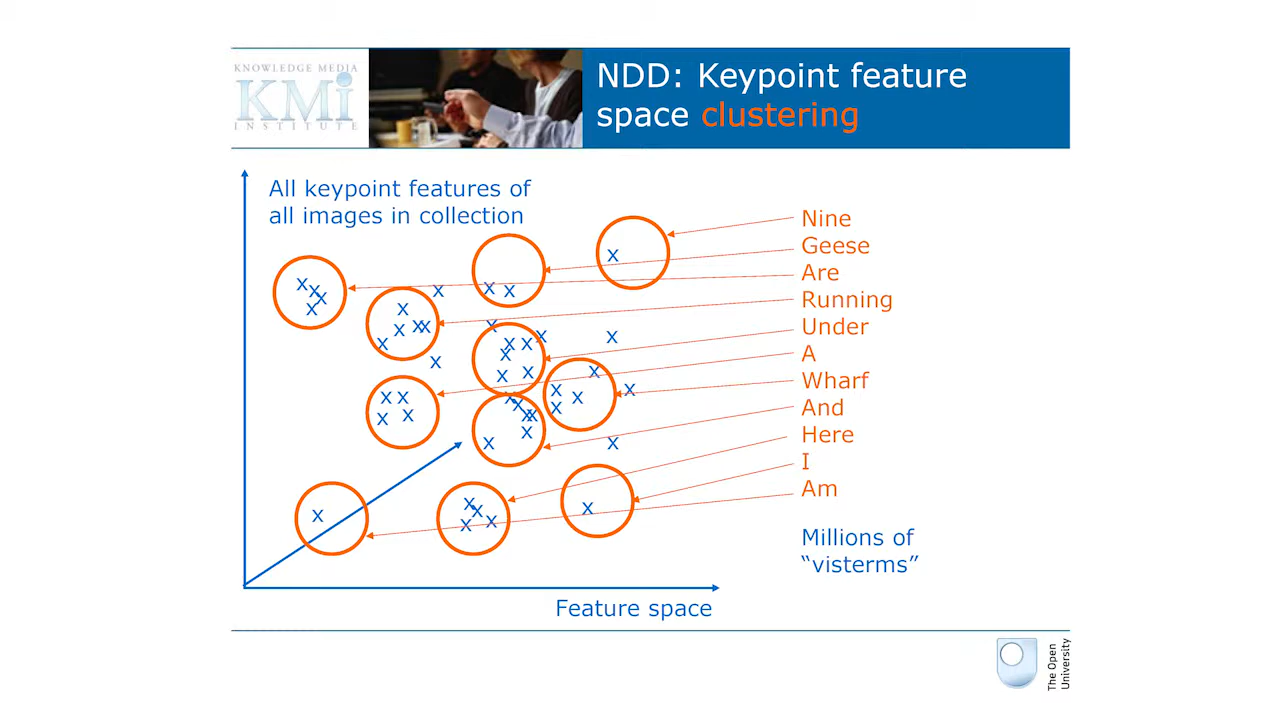 KNOWLEDGE MEDIA
KMi
INSTITUTE
NDD: Keypoint feature
space clustering
All keypoint features of
all images in collection
Nine
Geese
Are
Running
Under
A
Wharf
And
Here
I
Am
Millions of
“visterms”
Feature space
The Open
University